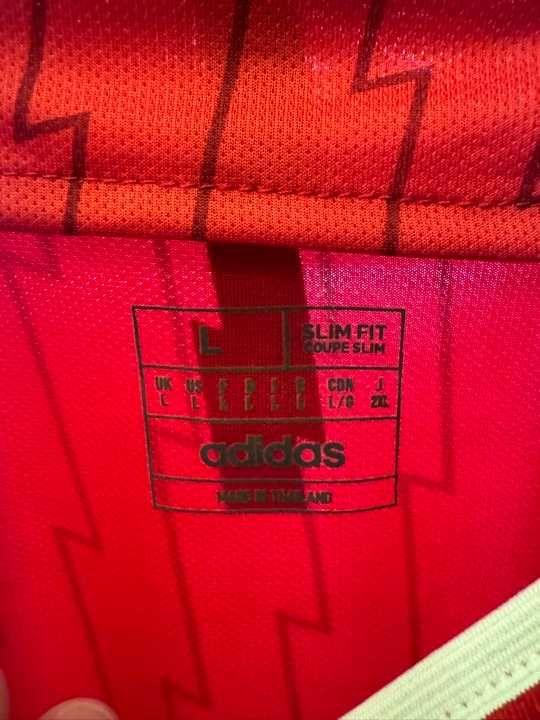 L
SLIM FIT
COUPE SLIM
UK US F D E CDN J
L L L L L L/G 2XL
adidas
MADE IN THAILAND